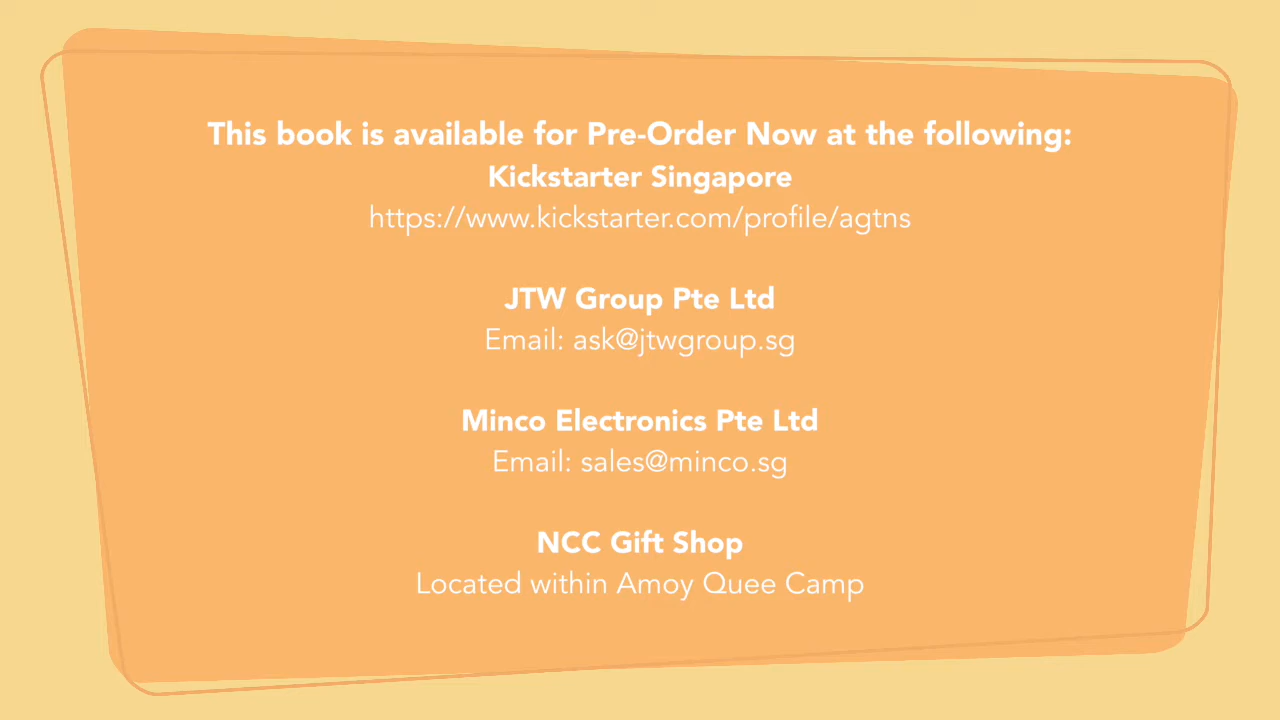 This book is available for Pre-Order Now at the following:
Kickstarter Singapore
https://www.kickstarter.com/profile/agtns
JTW Group Pte Ltd
Email: ask@jtwgroup.sg
Minco Electronics Pte Ltd
Email: sales@minco.sg
NCC Gift Shop
Located within Amoy Quee Camp